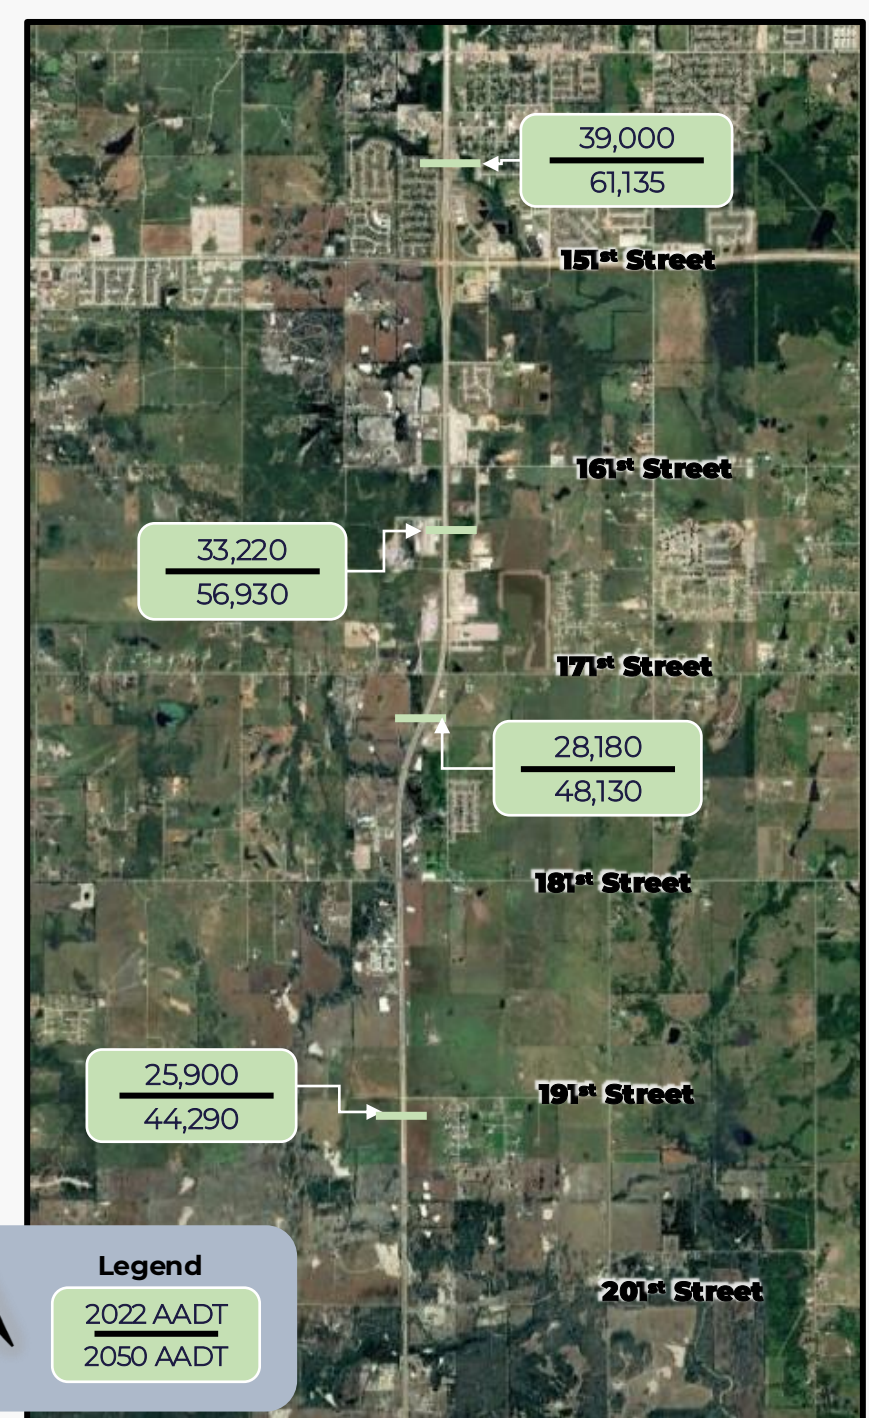 39,000
61,135
151st Street
161st Street
33,220
56,930
171st Street
28,180
48,130
181st Street
25,900
44,290
191st Street
Legend
2022 AADT
2050 AADT
201st Street